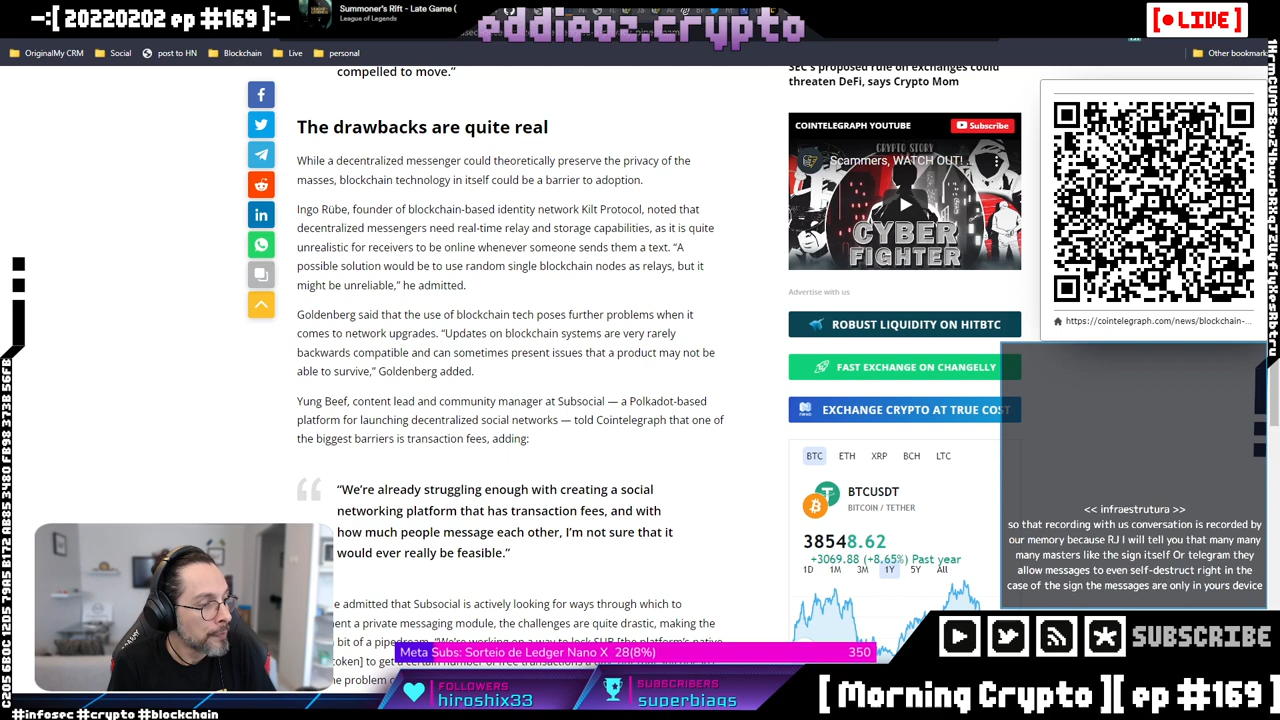 -:[ 20220202 ep #169 ]:-
Summoner's Rift - Late Game (
League of Legends
eddieoz.crypto
[ • LIVE ]
OriginalMy CRM
Social
post to HN
Blockchain
Live
personal
Other bookmark
compelled to move.”
The drawbacks are quite real
While a decentralized messenger could theoretically preserve the privacy of the
masses, blockchain technology in itself could be a barrier to adoption.
Ingo Rübe, founder of blockchain-based identity network Kilt Protocol, noted that
decentralized messengers need real-time relay and storage capabilities, as it is quite
unrealistic for receivers to be online whenever someone sends them a text. “A
possible solution would be to use random single blockchain nodes as relays, but it
might be unreliable,” he admitted.
Goldenberg said that the use of blockchain tech poses further problems when it
comes to network upgrades. “Updates on blockchain systems are very rarely
backwards compatible and can sometimes present issues that a product may not be
able to survive,” Goldenberg added.
Yung Beef, content lead and community manager at Subsocial — a Polkadot-based
platform for launching decentralized social networks — told Cointelegraph that one of
the biggest barriers is transaction fees, adding:
“We’re already struggling enough with creating a social
networking platform that has transaction fees, and with
how much people message each other, I’m not sure that it
would ever really be feasible.”
e admitted that Subsocial is actively looking for ways through which to
ent a private messaging module, the challenges are quite drastic, making the
bit of a pipedream.
oken] to get a
e problem
SEC’s proposed rule on exchanges could
threaten DeFi, says Crypto Mom
COINTELEGRAPH YOUTUBE
Subscribe
CRYPTO STORY
Scammers, WATCH OUT! ...
CYBER
FIGHTER
Advertise with us
ROBUST LIQUIDITY ON HITBTC
FAST EXCHANGE ON CHANGELLY
EXCHANGE CRYPTO AT TRUE COST
BTC ETH XRP BCH LTC
BTCUSDT
BITCOIN / TETHER
38548.62
+3069.88 (+8.65%) Past year
1D 1M 3M 1Y 5Y All
https://cointelegraph.com/news/blockchain-...
<< infraestrutura >>
so that recording with us conversation is recorded by
our memory because RJ I will tell you that many many
many masters like the sign itself Or telegram they
allow messages to even self-destruct right in the
case of the sign the messages are only in yours device
Meta Subs: Sorteio de Ledger Nano X 28(8%) 350
FOLLOWERS
hiroshix33
SUBSCRIBERS
superbiaqs
SUBSCRIBE
[ Morning Crypto ][ ep #169 ]
#infosec #crypto #blockchain